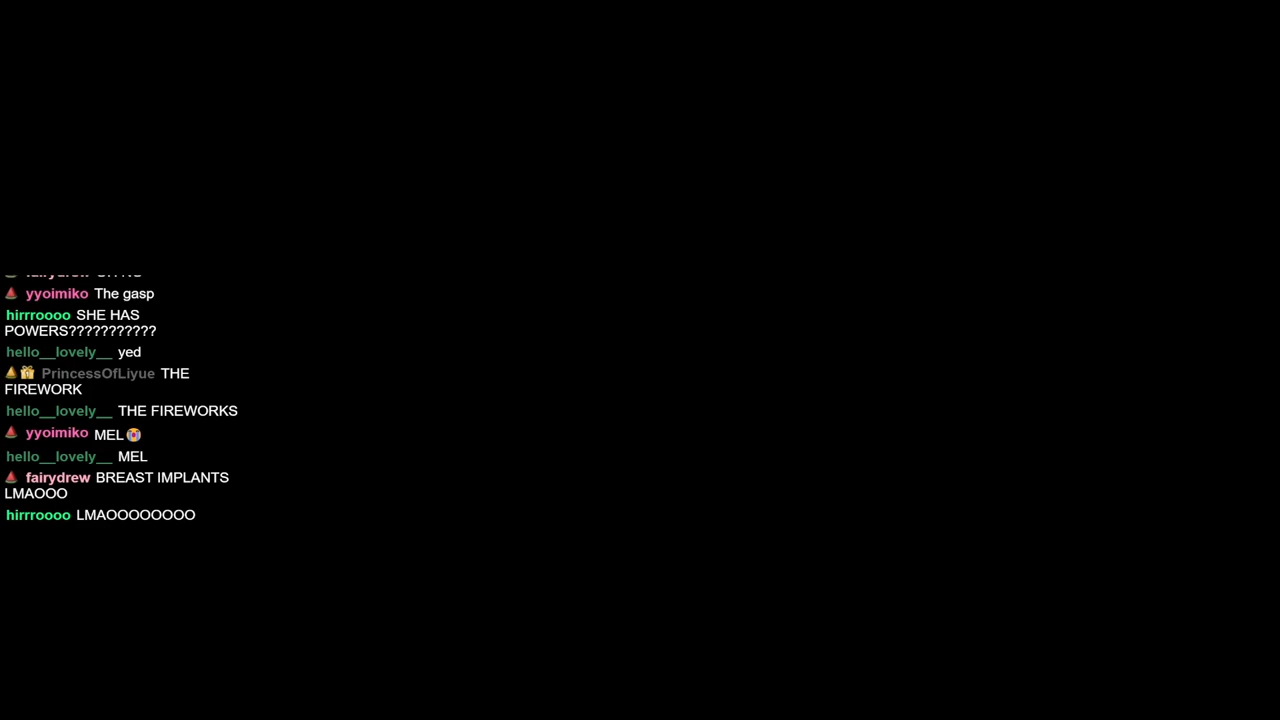 yyoimiko The gasp
hirrroooo SHE HAS
POWERS???????????
hello__lovely__ yed
PrincessOfLiyue THE
FIREWORK
hello__lovely__ THE FIREWORKS
yyoimiko MEL😭
hello__lovely__ MEL
fairydrew BREAST IMPLANTS
LMAOOO
hirrroooo LMAOOOOOOOO